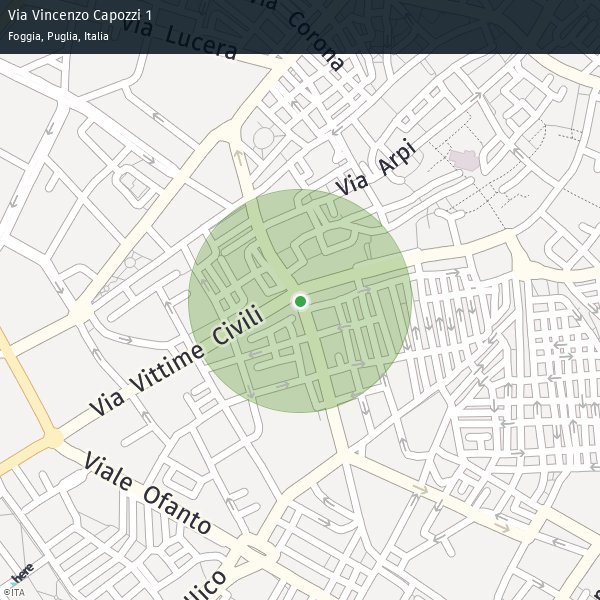 Via Vincenzo Capozzi 1
Foggia, Puglia, Italia
Via Lucera
Corona
Via Arpi
Via Vittime Civili
Viale Ofanto
here
©ITA